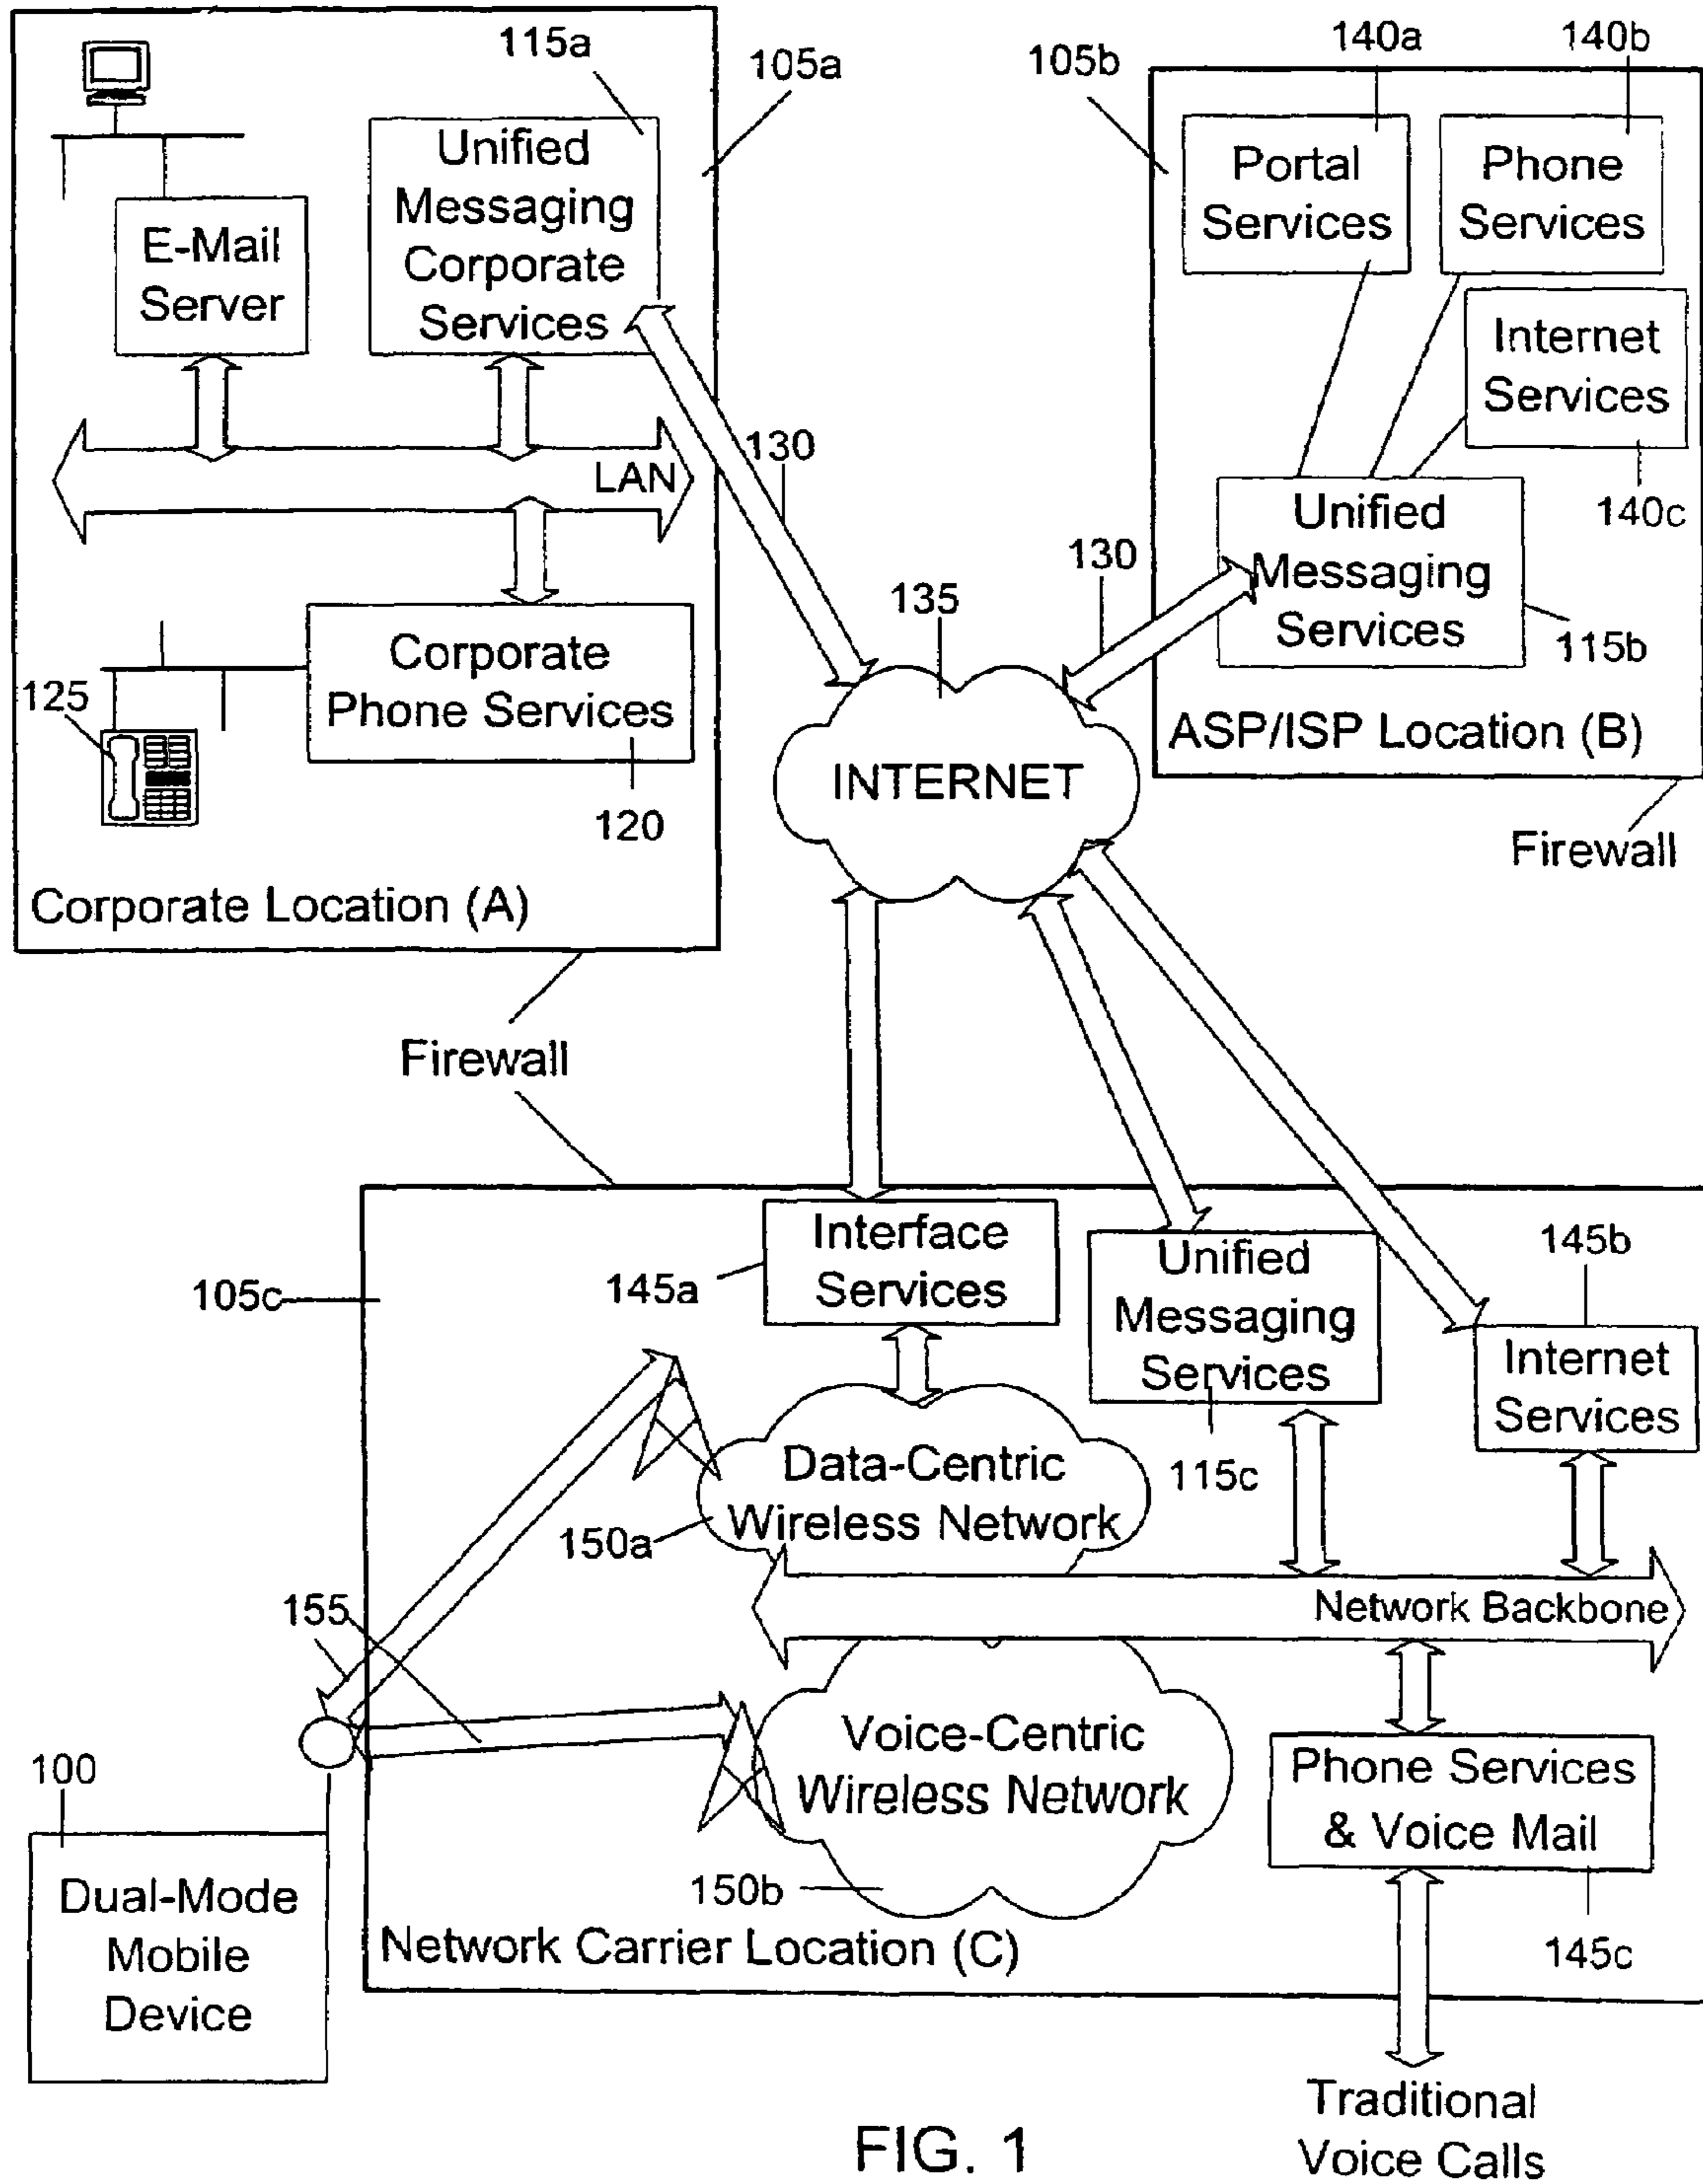 115a
105a
Unified
Messaging
Corporate
Services
E-Mail
Server
LAN
130
125
Corporate
Phone Services
120
Corporate Location (A)
105b
140a
140b
Portal
Services
Phone
Services
Internet
Services
140c
Unified
Messaging
Services
115b
130
ASP/ISP Location (B)
Firewall
135
INTERNET
Firewall
105c
145a
Interface
Services
Unified
Messaging
Services
115c
145b
Internet
Services
Data-Centric
Wireless Network
150a
Network Backbone
155
Voice-Centric
Wireless Network
150b
Phone Services
& Voice Mail
145c
Network Carrier Location (C)
100
Dual-Mode
Mobile
Device
Traditional
Voice Calls
FIG. 1